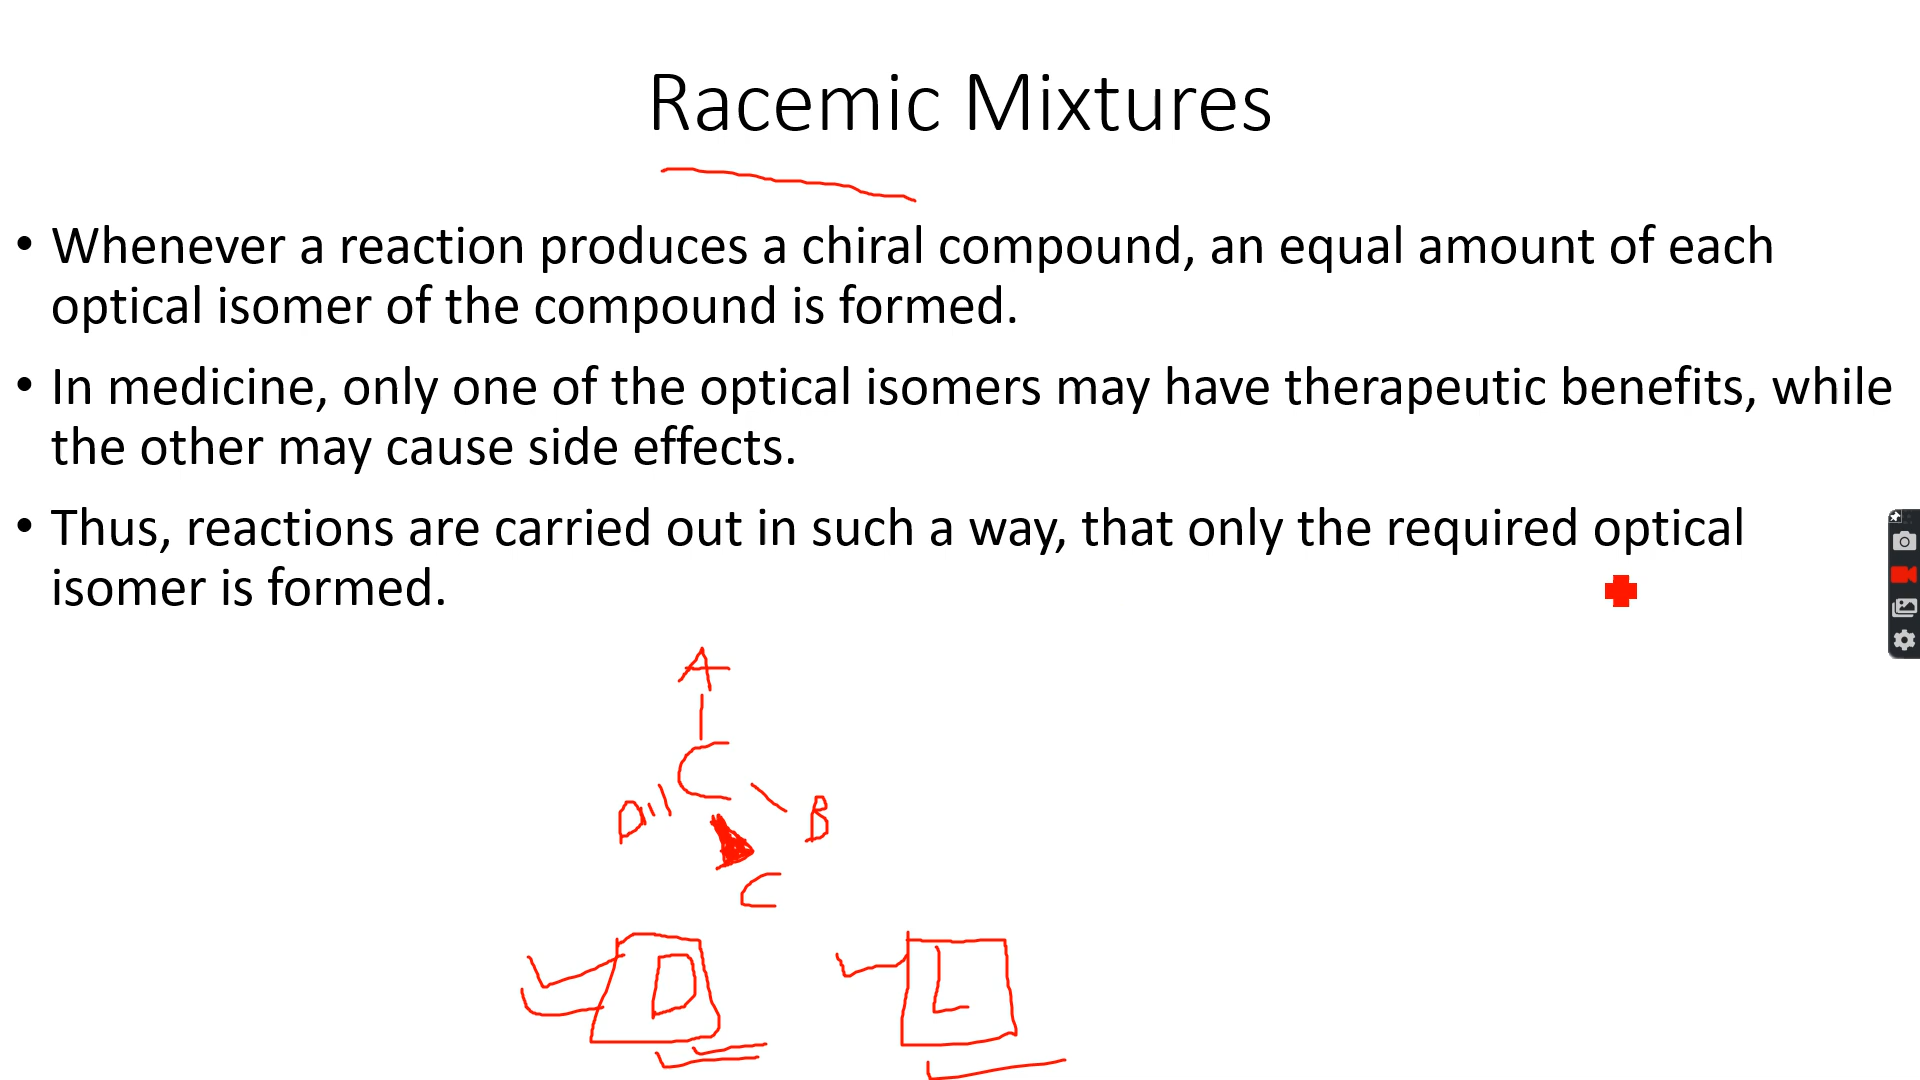 Racemic Mixtures
• Whenever a reaction produces a chiral compound, an equal amount of each
optical isomer of the compound is formed.
• In medicine, only one of the optical isomers may have therapeutic benefits, while
the other may cause side effects.
• Thus, reactions are carried out in such a way, that only the required optical
isomer is formed.
A
C
D B
C
D L